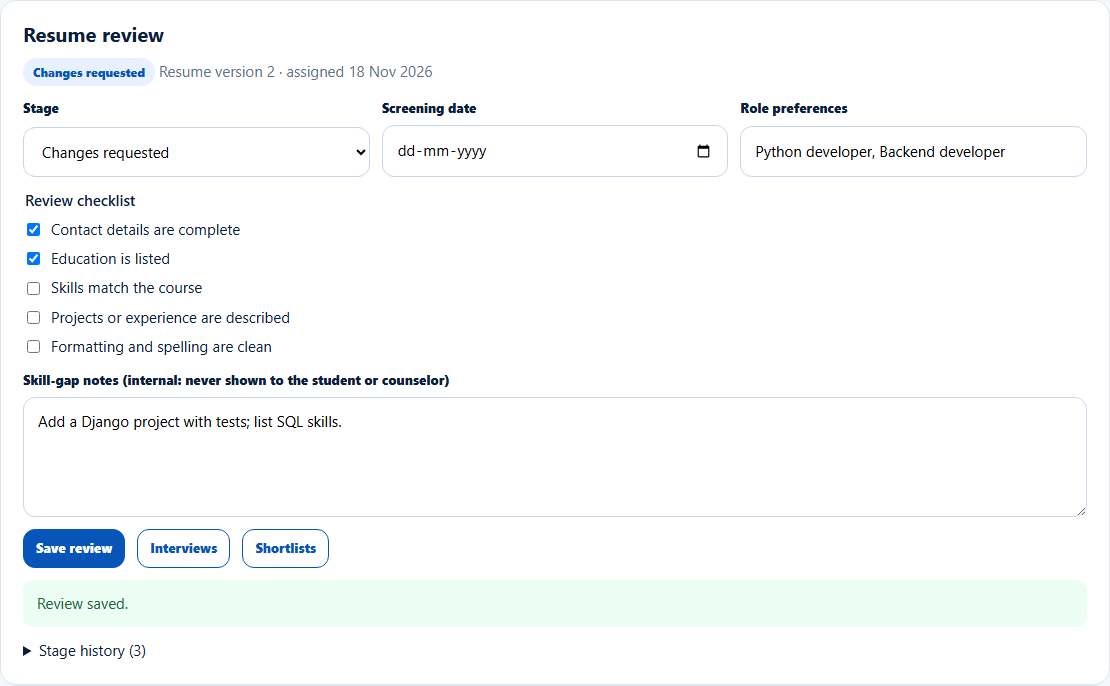 Resume review
Changes requested Resume version 2 · assigned 18 Nov 2026
Stage Screening date Role preferences
Changes requested dd-mm-yyyy Python developer, Backend developer
Review checklist
Contact details are complete
Education is listed
Skills match the course
Projects or experience are described
Formatting and spelling are clean
Skill-gap notes (internal: never shown to the student or counselor)
Add a Django project with tests; list SQL skills.
Save review Interviews Shortlists
Review saved.
Stage history (3)